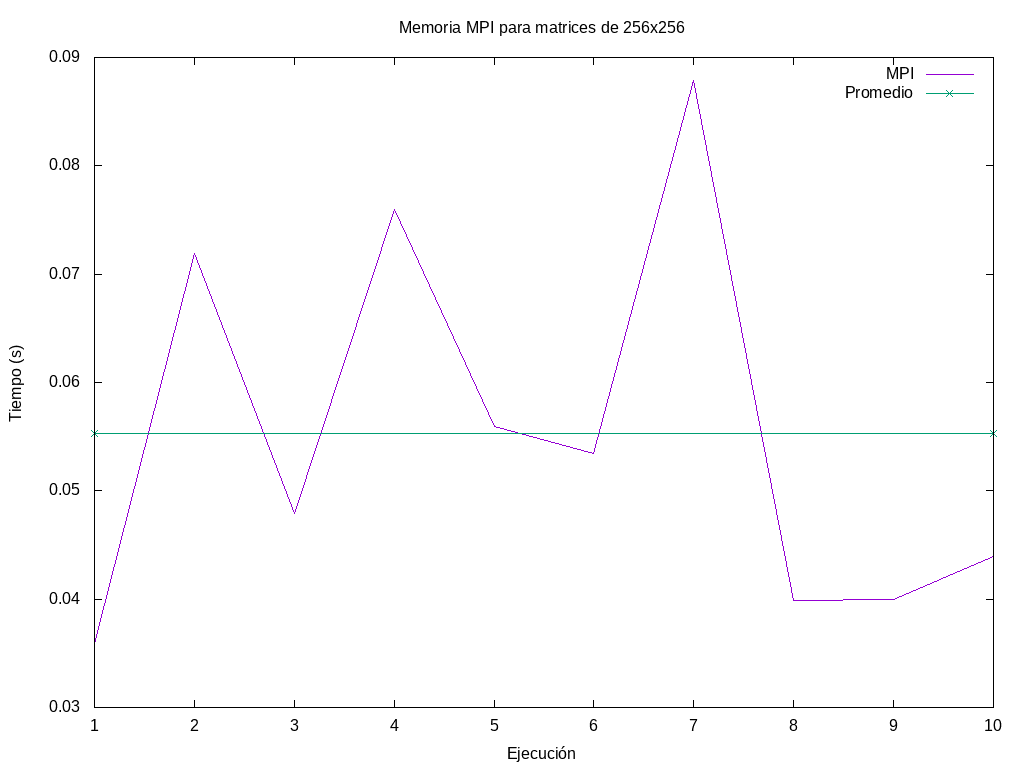 Memoria MPI para matrices de 256x256
MPI
Promedio
0.09
0.08
0.07
0.06
0.05
0.04
0.03
Tiempo (s)
1 2 3 4 5 6 7 8 9 10
Ejecución